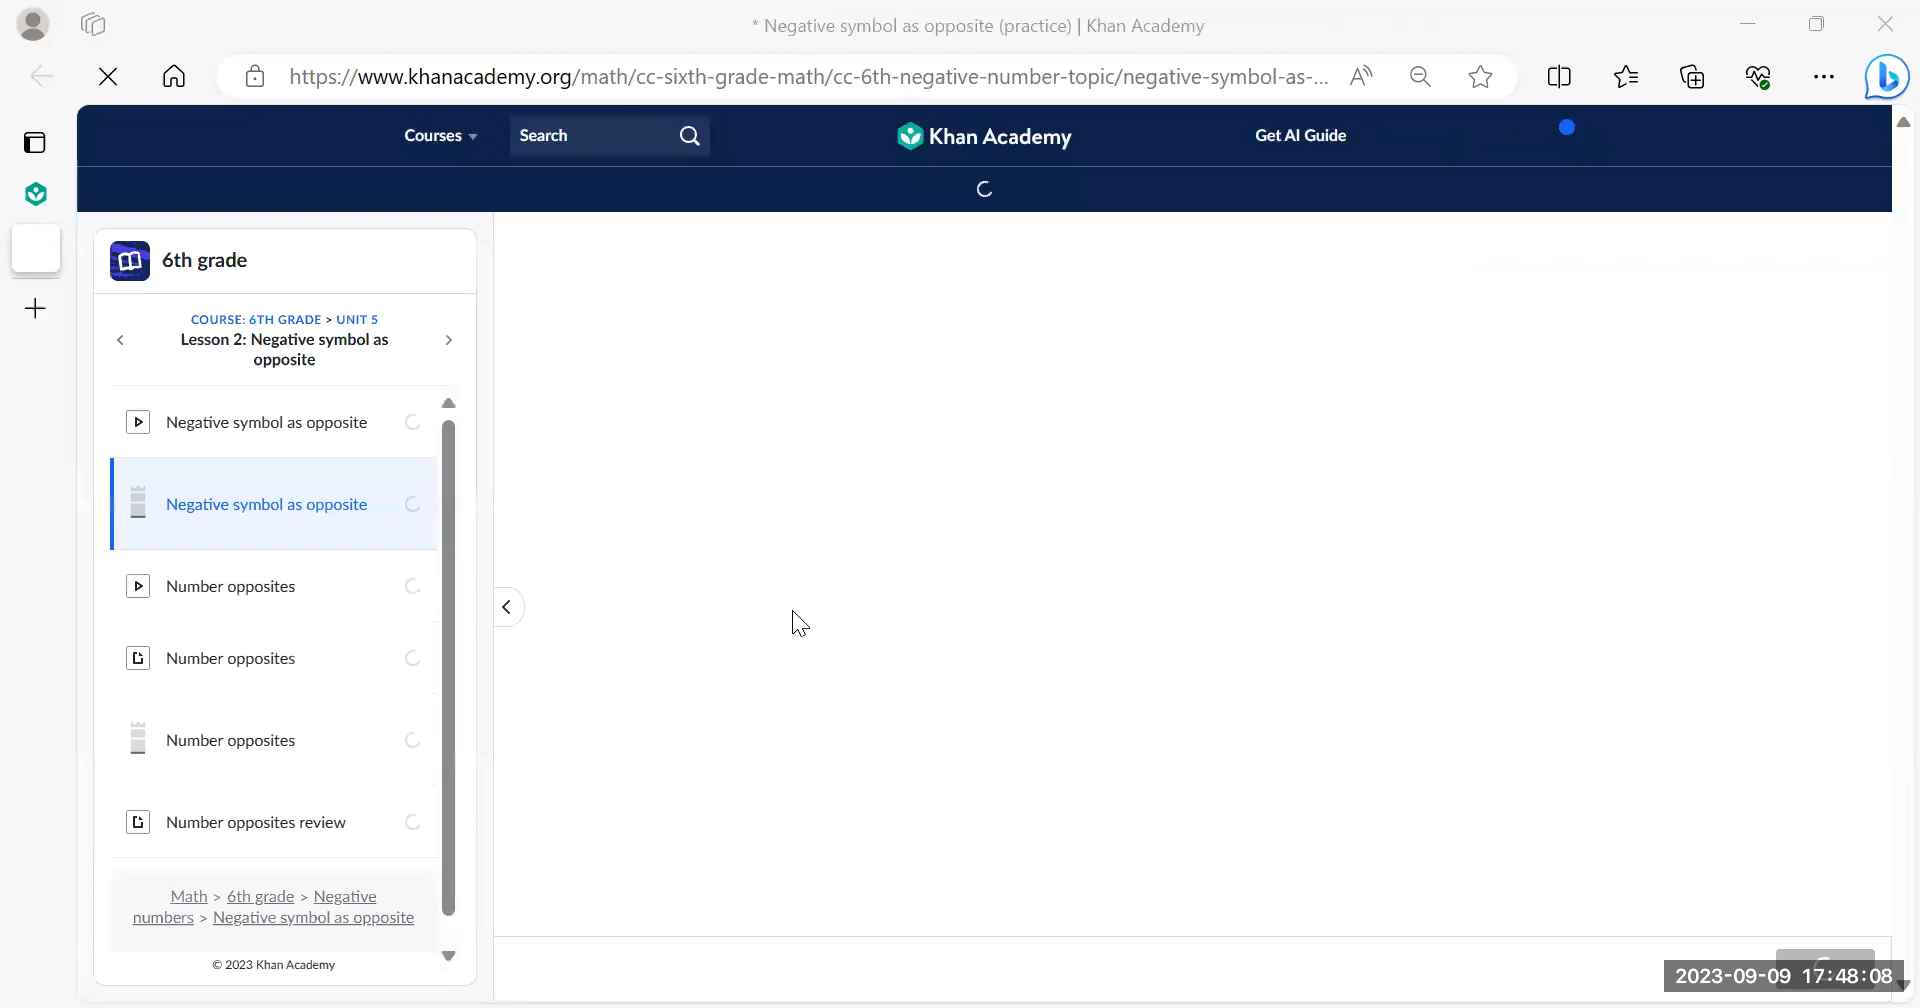 * Negative symbol as opposite (practice) | Khan Academy
https://www.khanacademy.org/math/cc-sixth-grade-math/cc-6th-negative-number-topic/negative-symbol-as-...
Courses
Search
Khan Academy
Get AI Guide
6th grade
COURSE: 6TH GRADE > UNIT 5
Lesson 2: Negative symbol as
opposite
Negative symbol as opposite
Negative symbol as opposite
Number opposites
Number opposites
Number opposites
Number opposites review
Math > 6th grade > Negative
numbers > Negative symbol as opposite
© 2023 Khan Academy
2023-09-09 17:48:08